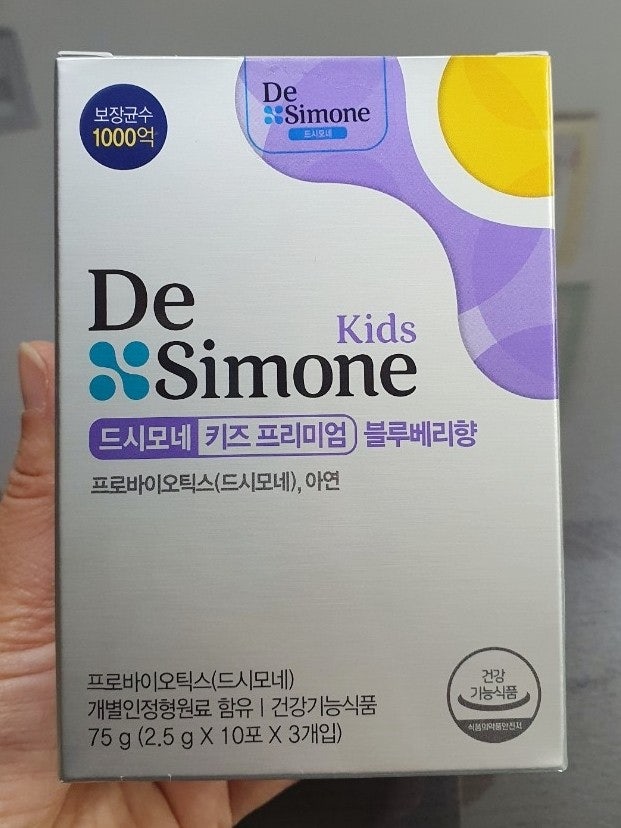 보장균수
1000억
De
Simone
드시모네
De
Simone
Kids
드시모네 키즈 프리미엄 블루베리향
프로바이오틱스(드시모네), 아연
프로바이오틱스(드시모네)
개별인정형원료 함유 | 건강기능식품
75 g (2.5 g X 10포 X 3개입)
건강
기능식품
식품의약품안전처